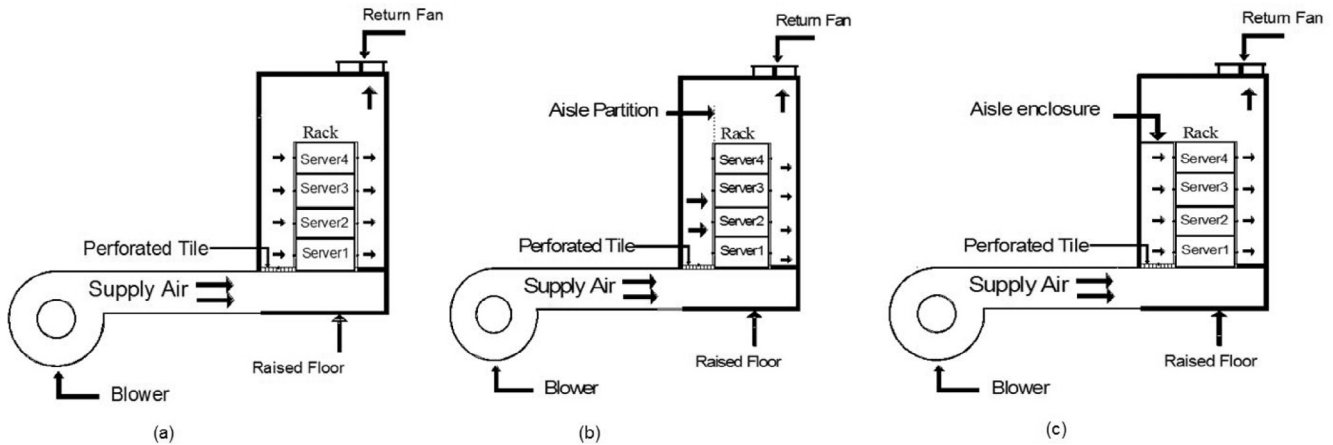 Return Fan
Rack
Server4
Server3
Server2
Server1
Perforated Tile
Supply Air
Raised Floor
Blower
(a)
Return Fan
Aisle Partition
Rack
Server4
Server3
Server2
Server1
Perforated Tile
Supply Air
Raised Floor
Blower
(b)
Return Fan
Aisle enclosure
Rack
Server4
Server3
Server2
Server1
Perforated Tile
Supply Air
Raised Floor
Blower
(c)